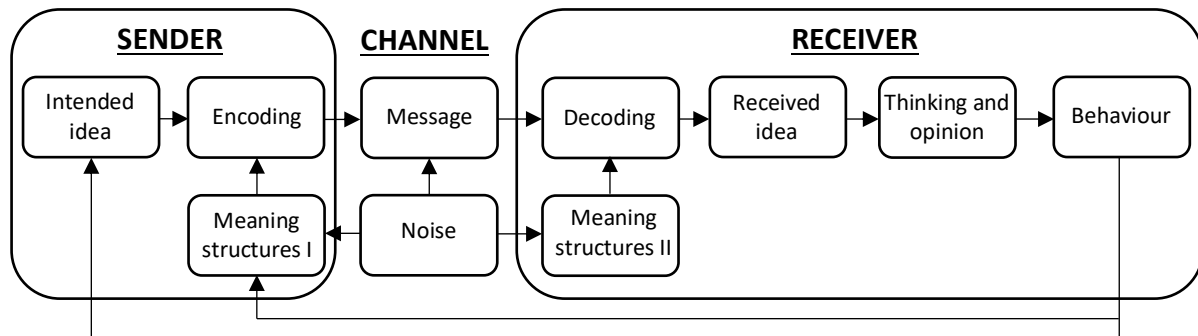 SENDER
CHANNEL
RECEIVER
Intended
idea
Encoding
Message
Decoding
Received
idea
Thinking and
opinion
Behaviour
Meaning
structures I
Noise
Meaning
structures II